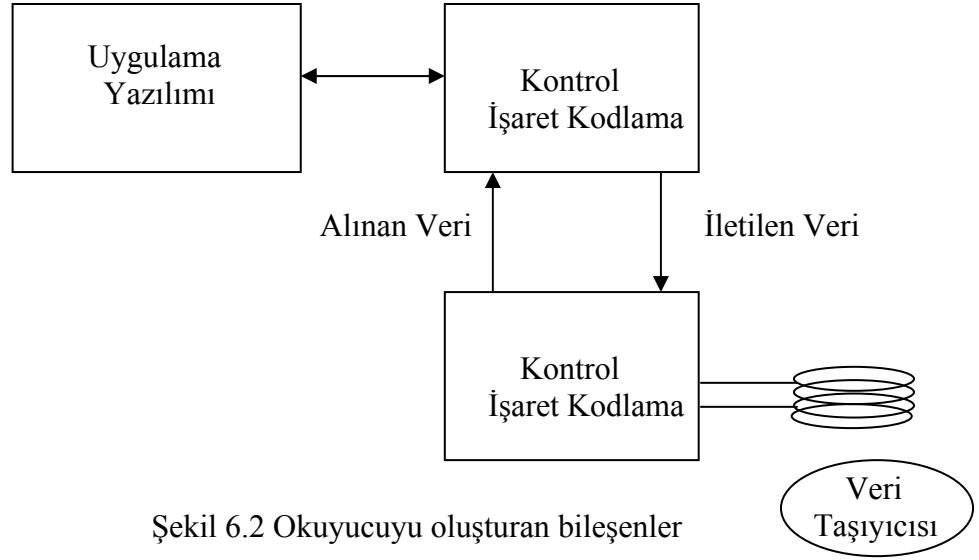 Uygulama
Yazılımı
Kontrol
İşaret Kodlama
Alınan Veri
İletilen Veri
Kontrol
İşaret Kodlama
Veri
Taşıyıcısı
Şekil 6.2 Okuyucuyu oluşturan bileşenler